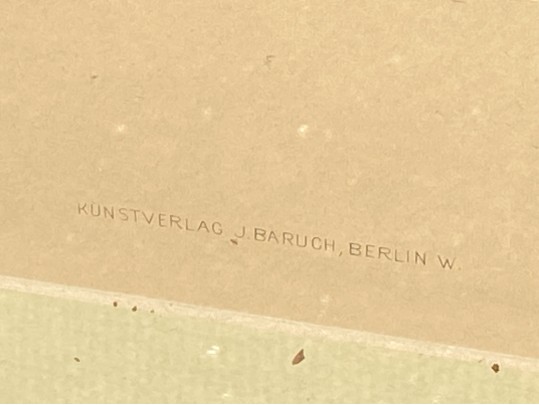 KUNSTVERLAG J. BARUCH, BERLIN W.